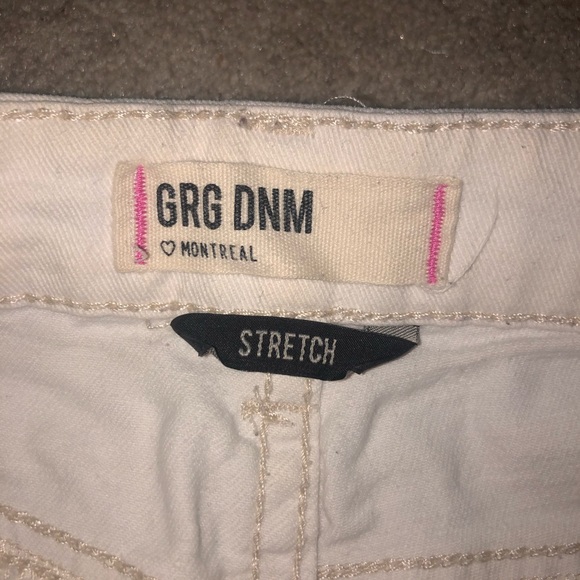 GRG DNM
♡ MONTREAL
STRETCH